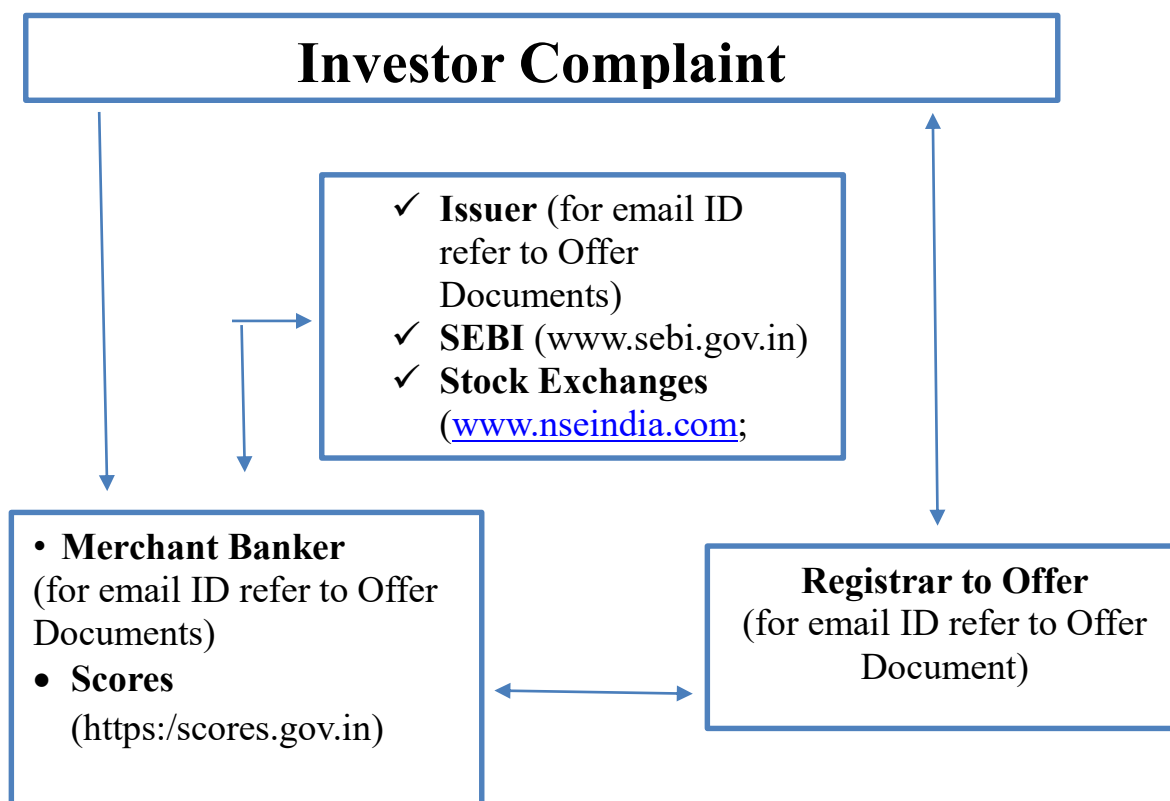 Investor Complaint
✓ Issuer (for email ID
refer to Offer
Documents)
✓ SEBI (www.sebi.gov.in)
✓ Stock Exchanges
(www.nseindia.com;
• Merchant Banker
(for email ID refer to Offer
Documents)
• Scores
(https:/scores.gov.in)
Registrar to Offer
(for email ID refer to Offer
Document)